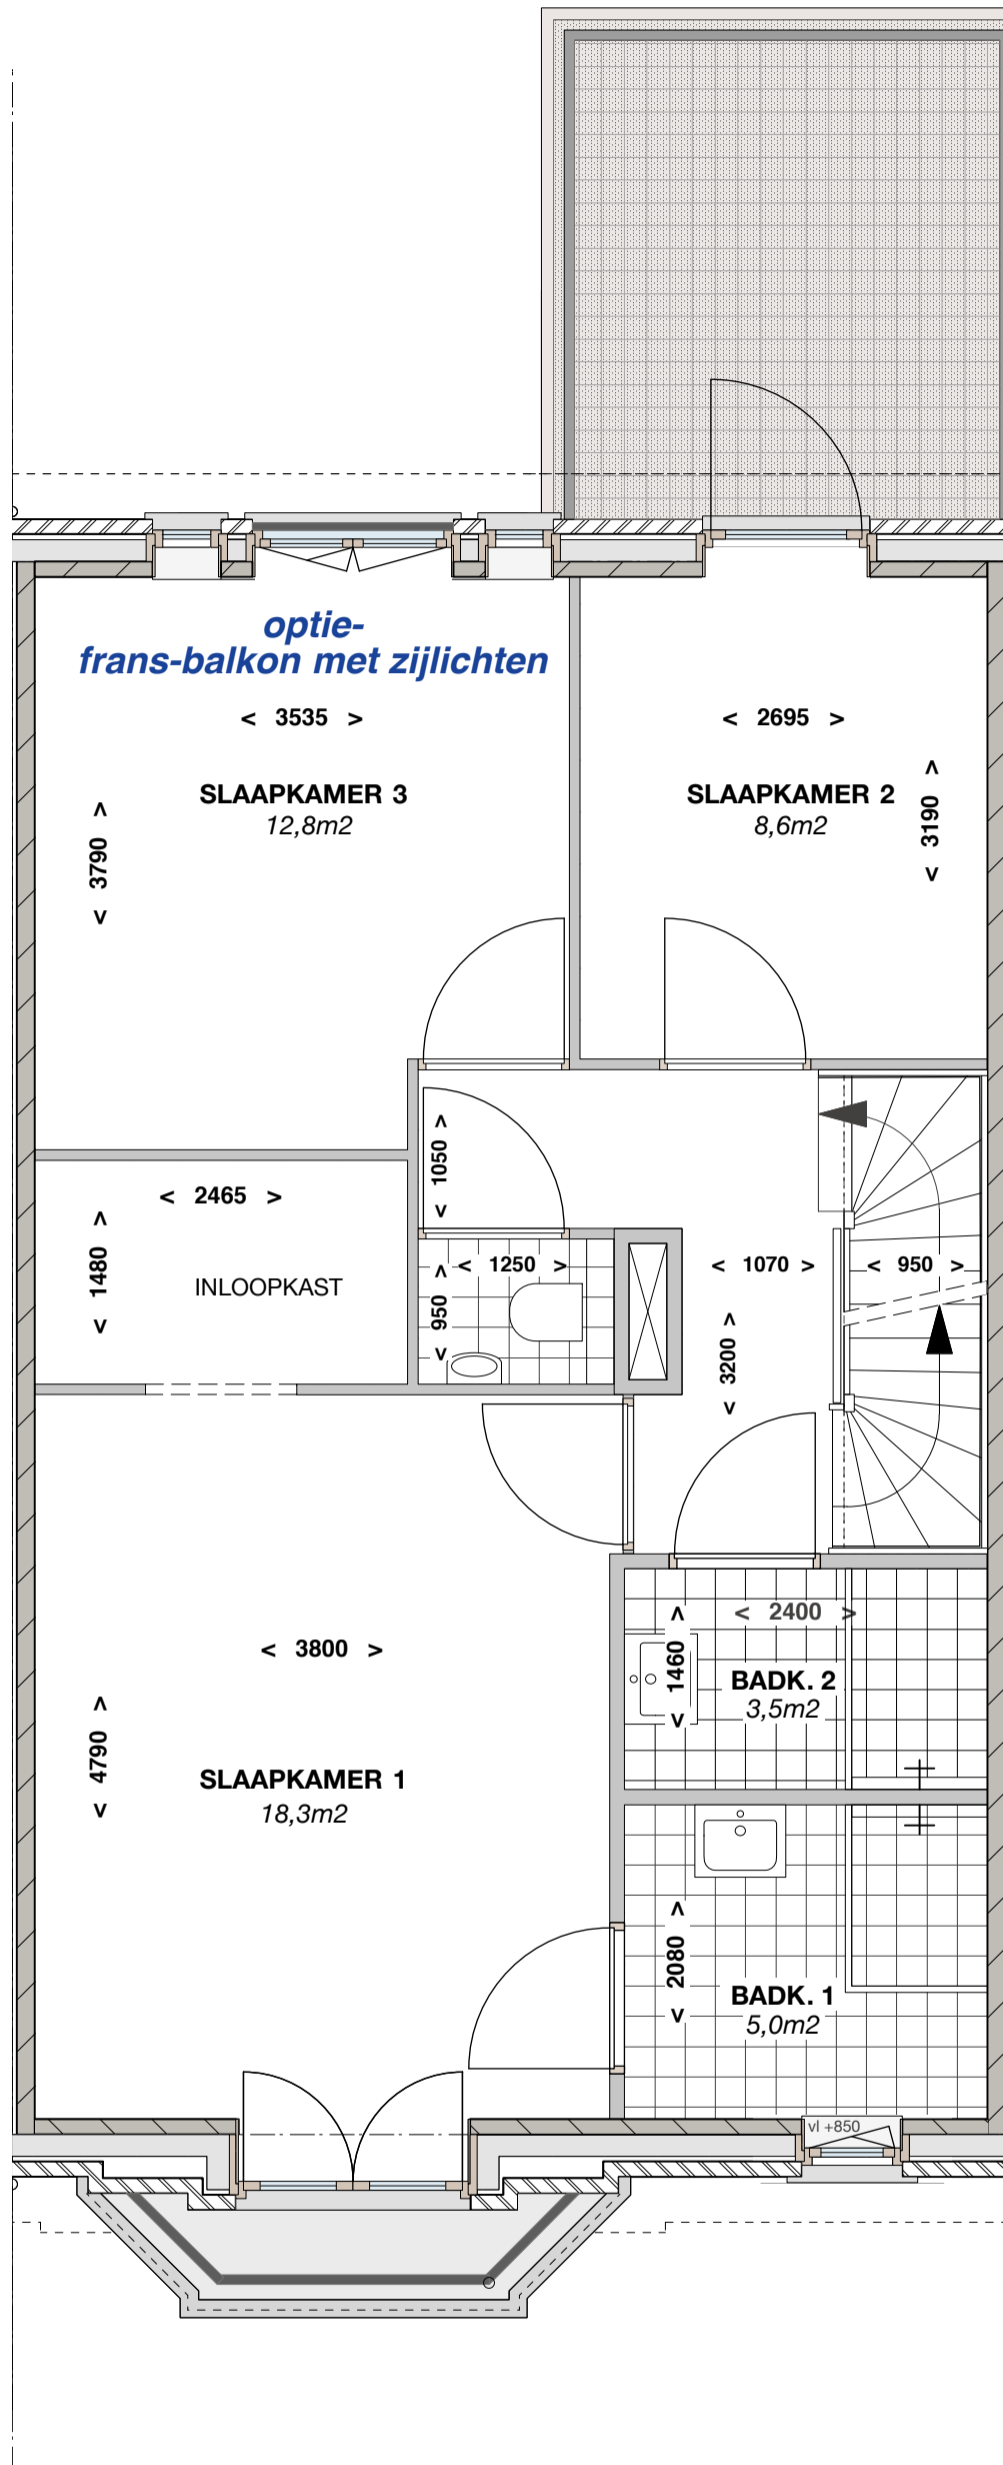 optie-
frans-balkon met zijlichten
< 3535 >
< 2695 >
SLAAPKAMER 3
12,8m2
SLAAPKAMER 2
8,6m2
< 3790 >
< 3190 >
< 1050 >
< 2465 >
< 1480 >
INLOOPKAST
< 950 >
< 1250 >
< 1070 >
< 950 >
< 3200 >
< 3800 >
< 2400 >
< 1460 >
BADK. 2
3,5m2
< 4790 >
SLAAPKAMER 1
18,3m2
< 2080 >
BADK. 1
5,0m2
vl +850